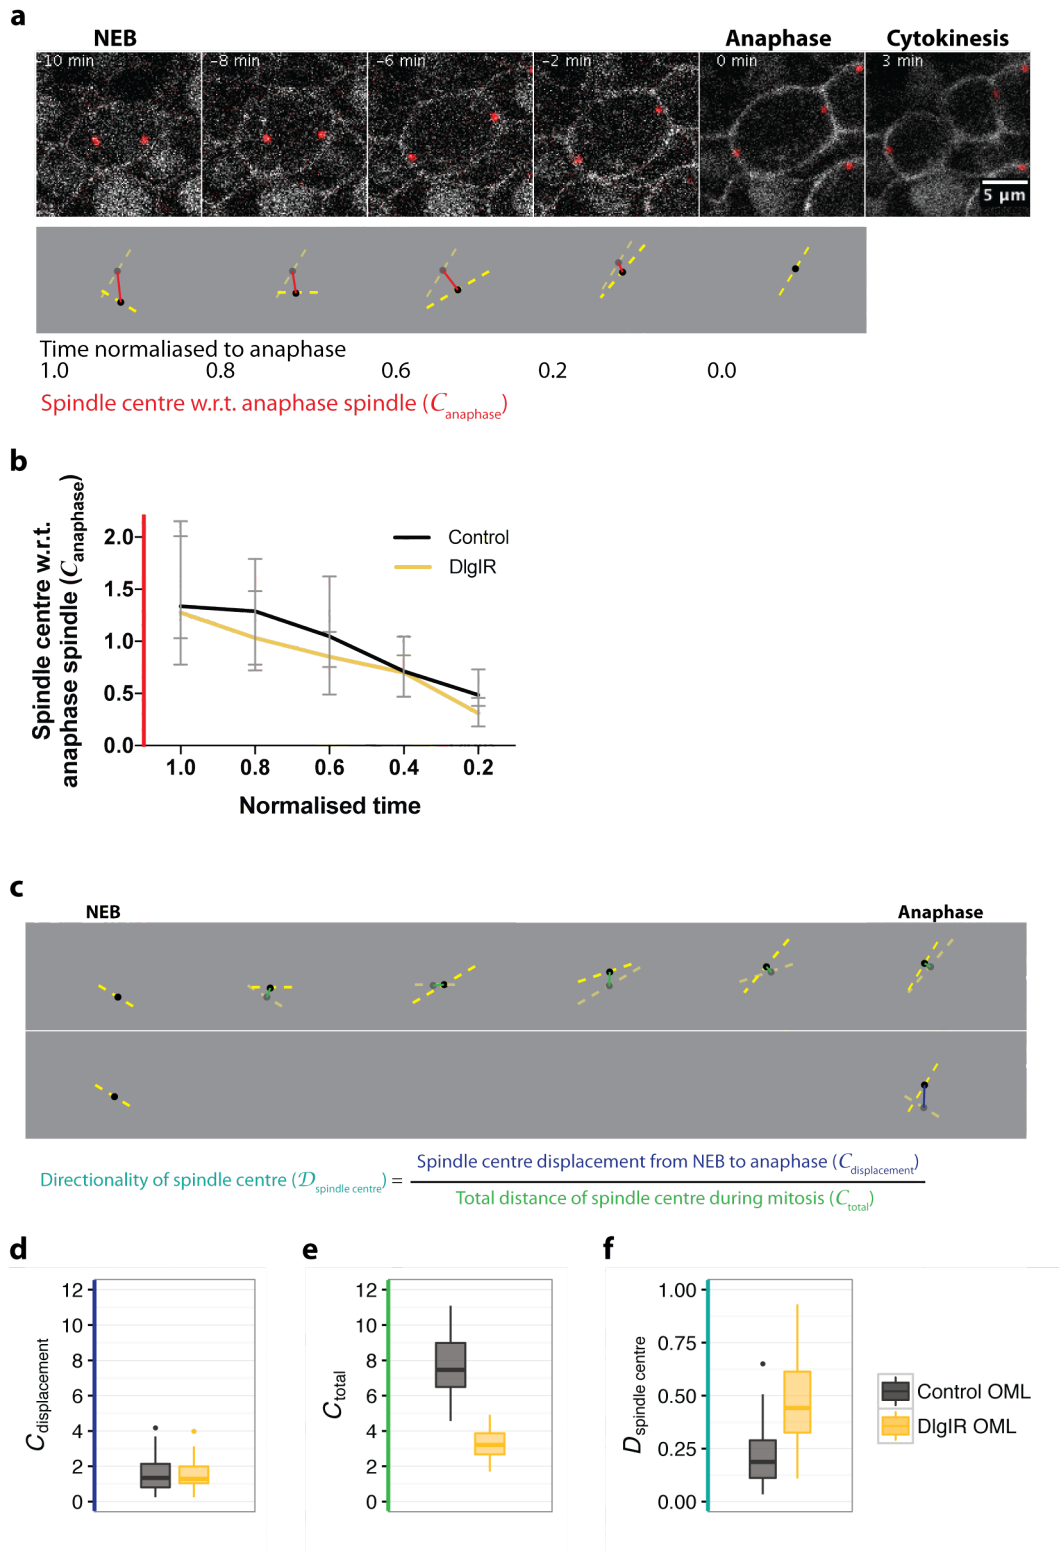 a
NEB Anaphase Cytokinesis
-10 min -8 min -6 min -2 min 0 min 3 min
5 µm
Time normaliased to anaphase
1.0 0.8 0.6 0.2 0.0
Spindle centre w.r.t. anaphase spindle (Canaphase)
b
Spindle centre w.r.t.
anaphase spindle (Canaphase)
2.0
1.5
1.0
0.5
0.0
Control
DlgIR
1.0 0.8 0.6 0.4 0.2
Normalised time
c
NEB Anaphase
Directionality of spindle centre (Dspindle centre) =
Spindle centre displacement from NEB to anaphase (Cdisplacement)
Total distance of spindle centre during mitosis (Ctotal)
d
Cdisplacement
12
10
8
6
4
2
0
e
Ctotal
12
10
8
6
4
2
0
f
Dspindle centre
1.00
0.75
0.50
0.25
0.00
Control OML
DlgIR OML